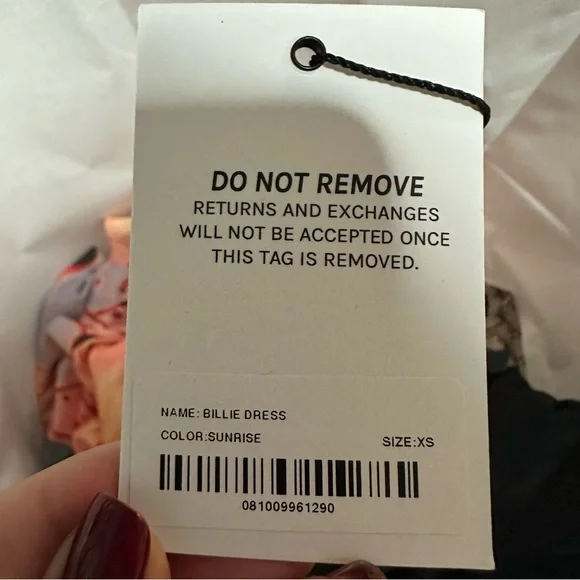 DO NOT REMOVE
RETURNS AND EXCHANGES
WILL NOT BE ACCEPTED ONCE
THIS TAG IS REMOVED.
NAME: BILLIE DRESS
COLOR:SUNRISE SIZE:XS
081009961290